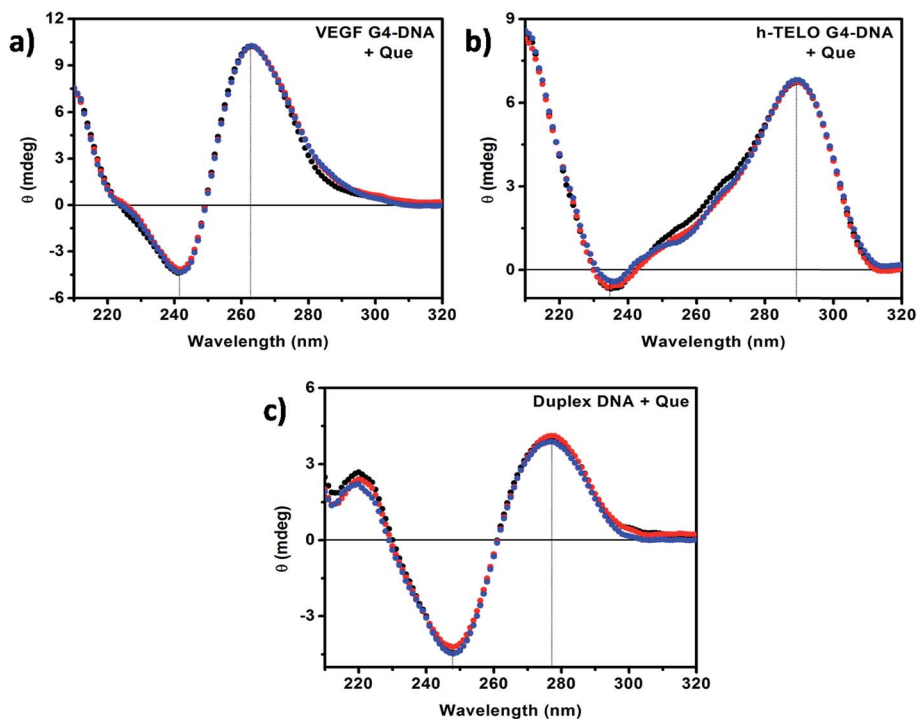 a)
VEGF G4-DNA
+ Que
12
9
6
3
0
-3
-6
θ (mdeg)
220 240 260 280 300 320
Wavelength (nm)
b)
h-TELO G4-DNA
+ Que
9
6
3
0
θ (mdeg)
220 240 260 280 300 320
Wavelength (nm)
c)
Duplex DNA + Que
6
3
0
-3
θ (mdeg)
220 240 260 280 300 320
Wavelength (nm)